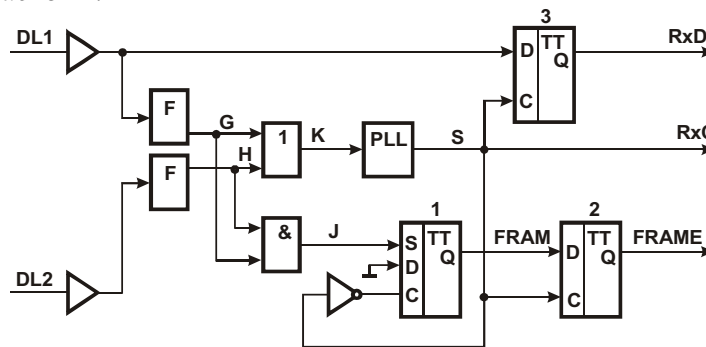 3
DL1
D TT Q
RxD
C
F
G
1 K PLL S
H
F
1 2
& J
S TT Q
D
C
FRAM
D TT Q
C
FRAME
DL2